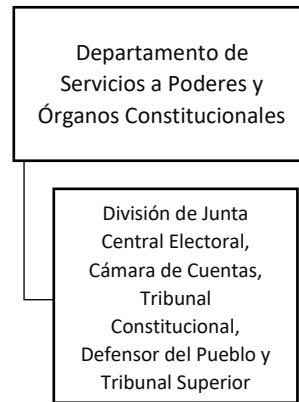 Departamento de
Servicios a Poderes y
Órganos Constitucionales
División de Junta
Central Electoral,
Cámara de Cuentas,
Tribunal
Constitucional,
Defensor del Pueblo y
Tribunal Superior